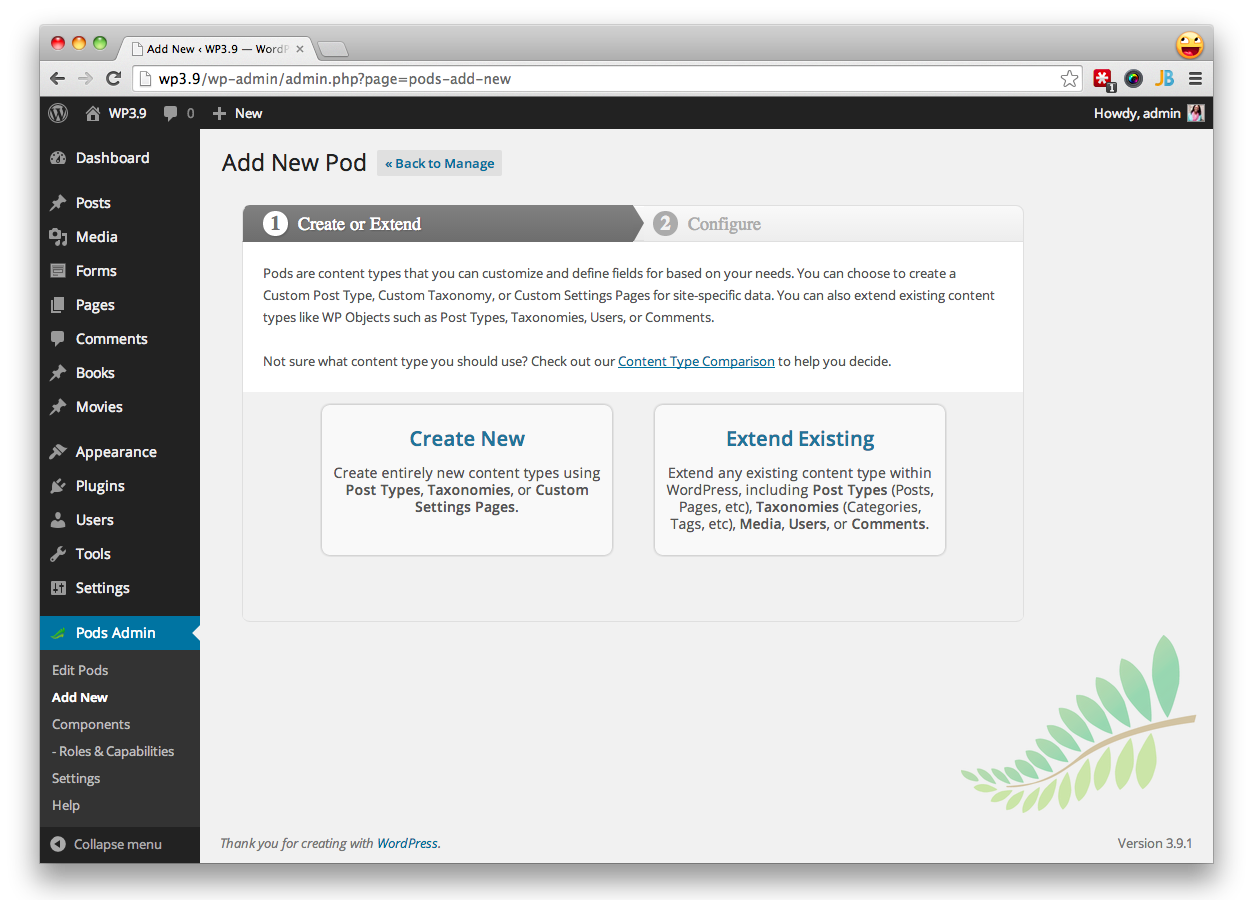 Add New ‹ WP3.9 — WordP
wp3.9/wp-admin/admin.php?page=pods-add-new
1
JB
WP3.9 0 New Howdy, admin
Dashboard
Posts
Media
Forms
Pages
Comments
Books
Movies
Appearance
Plugins
Users
Tools
Settings
Pods Admin
Edit Pods
Add New
Components
- Roles & Capabilities
Settings
Help
Collapse menu
Add New Pod « Back to Manage
1 Create or Extend 2 Configure
Pods are content types that you can customize and define fields for based on your needs. You can choose to create a
Custom Post Type, Custom Taxonomy, or Custom Settings Pages for site-specific data. You can also extend existing content
types like WP Objects such as Post Types, Taxonomies, Users, or Comments.
Not sure what content type you should use? Check out our Content Type Comparison to help you decide.
Create New
Create entirely new content types using
Post Types, Taxonomies, or Custom
Settings Pages.
Extend Existing
Extend any existing content type within
WordPress, including Post Types (Posts,
Pages, etc), Taxonomies (Categories,
Tags, etc), Media, Users, or Comments.
Thank you for creating with WordPress. Version 3.9.1